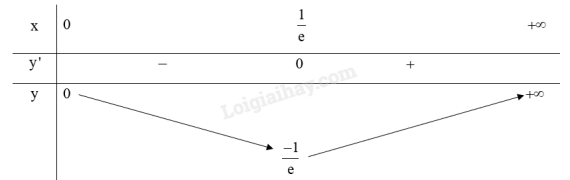 x 0 1/e +∞
y' − 0 +
y 0 +∞
−1/e
Loigiaihay.com